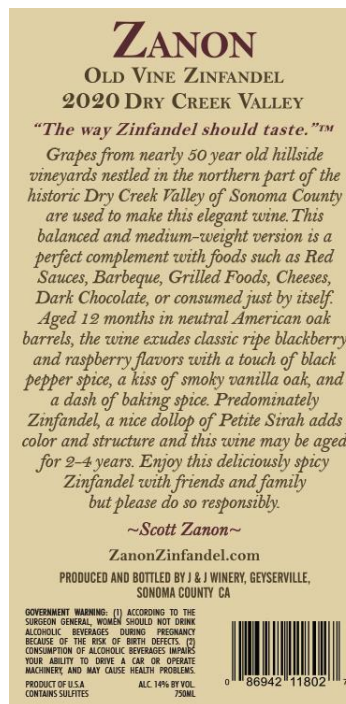 ZANON
OLD VINE ZINFANDEL
2020 DRY CREEK VALLEY
“The way Zinfandel should taste.”™
Grapes from nearly 50 year old hillside
vineyards nestled in the northern part of the
historic Dry Creek Valley of Sonoma County
are used to make this elegant wine. This
balanced and medium-weight version is a
perfect complement with foods such as Red
Sauces, Barbeque, Grilled Foods, Cheeses,
Dark Chocolate, or consumed just by itself.
Aged 12 months in neutral American oak
barrels, the wine exudes classic ripe blackberry
and raspberry flavors with a touch of black
pepper spice, a kiss of smoky vanilla oak, and
a dash of baking spice. Predominately
Zinfandel, a nice dollop of Petite Sirah adds
color and structure and this wine may be aged
for 2-4 years. Enjoy this deliciously spicy
Zinfandel with friends and family
but please do so responsibly.
~Scott Zanon~
ZanonZinfandel.com
PRODUCED AND BOTTLED BY J & J WINERY, GEYSERVILLE,
SONOMA COUNTY CA
GOVERNMENT WARNING: (1) ACCORDING TO THE
SURGEON GENERAL, WOMEN SHOULD NOT DRINK
ALCOHOLIC BEVERAGES DURING PREGNANCY
BECAUSE OF THE RISK OF BIRTH DEFECTS. (2)
CONSUMPTION OF ALCOHOLIC BEVERAGES IMPAIRS
YOUR ABILITY TO DRIVE A CAR OR OPERATE
MACHINERY, AND MAY CAUSE HEALTH PROBLEMS.
PRODUCT OF U.S.A ALC. 14% BY VOL.
CONTAINS SULFITES 750ML
0 86942 11802 7